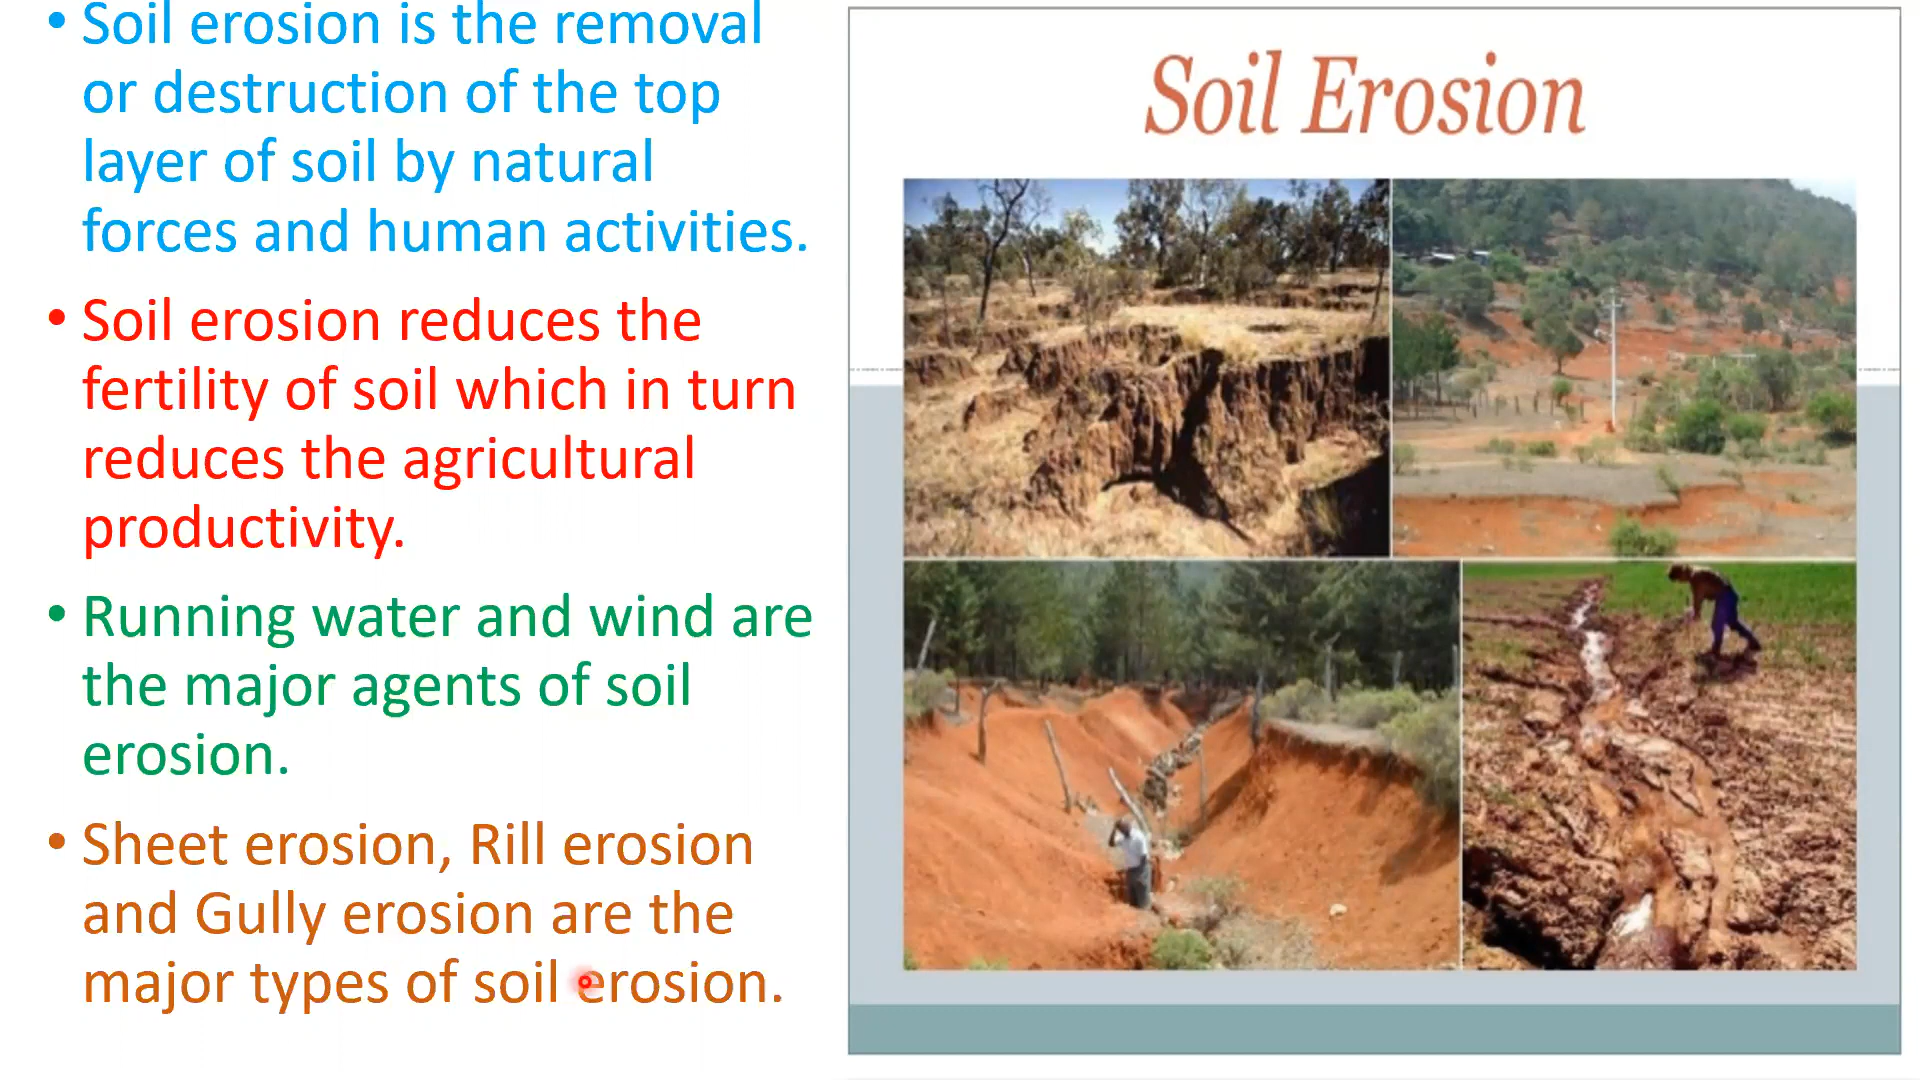 • Soil erosion is the removal
or destruction of the top
layer of soil by natural
forces and human activities.
• Soil erosion reduces the
fertility of soil which in turn
reduces the agricultural
productivity.
• Running water and wind are
the major agents of soil
erosion.
• Sheet erosion, Rill erosion
and Gully erosion are the
major types of soil erosion.
Soil Erosion